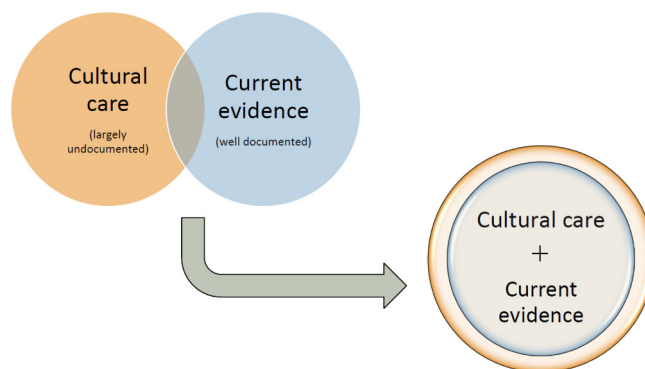 Cultural
care
(largely
undocumented)
Current
evidence
(well documented)
Cultural care
+
Current
evidence